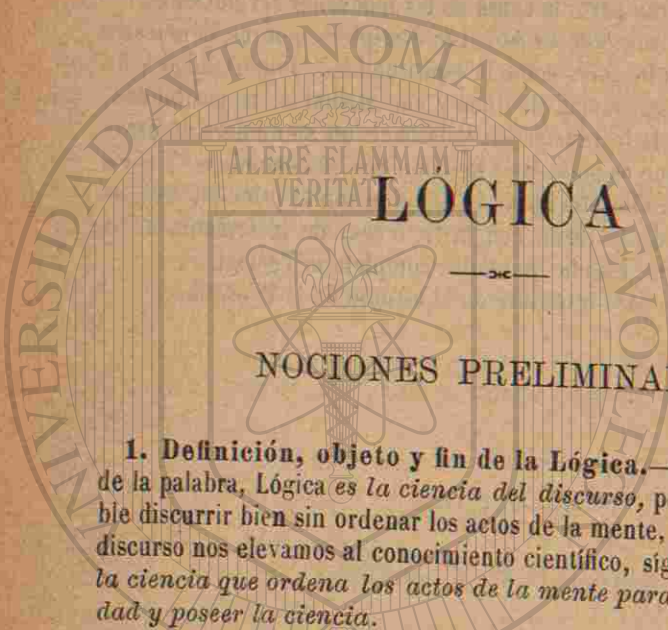 UNIVERSIDAD AUTONOMA DE NUEVO LE
ALERE FLAMMAM
VERITATIS
LÓGICA
NOCIONES PRELIMINA
1. Definición, objeto y fin de la Lógica.—
de la palabra, Lógica es la ciencia del discurso, p
ble discurrir bien sin ordenar los actos de la mente,
discurso nos elevamos al conocimiento científico, síg
la ciencia que ordena los actos de la mente para
dad y poseer la ciencia.